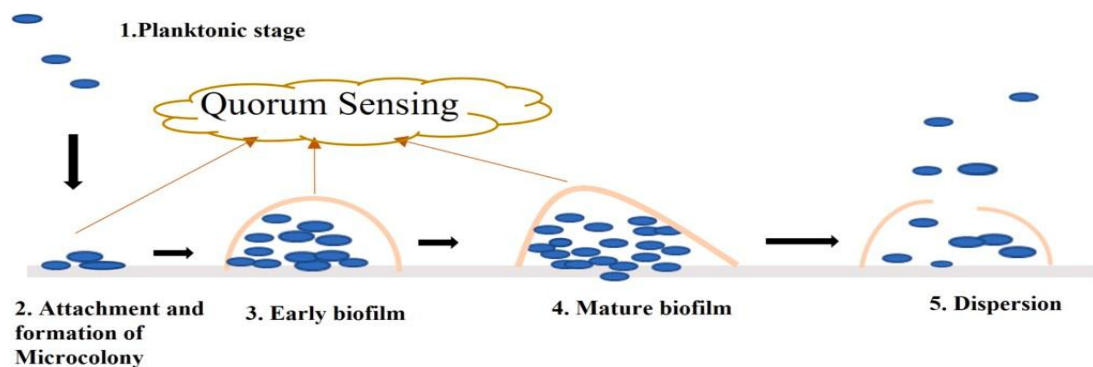 1.Planktonic stage
Quorum Sensing
2. Attachment and
formation of
Microcolony
3. Early biofilm
4. Mature biofilm
5. Dispersion